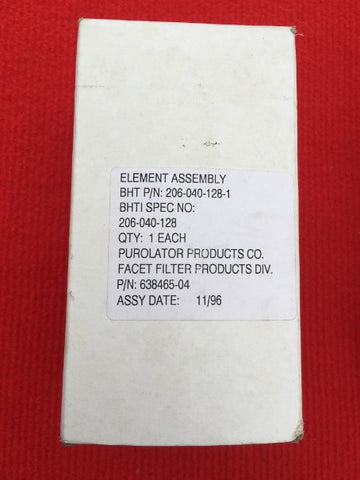 ELEMENT ASSEMBLY
BHT P/N: 206-040-128-1
BHTI SPEC NO:
206-040-128
QTY: 1 EACH
PUROLATOR PRODUCTS CO.
FACET FILTER PRODUCTS DIV.
P/N: 638465-04
ASSY DATE: 11/96